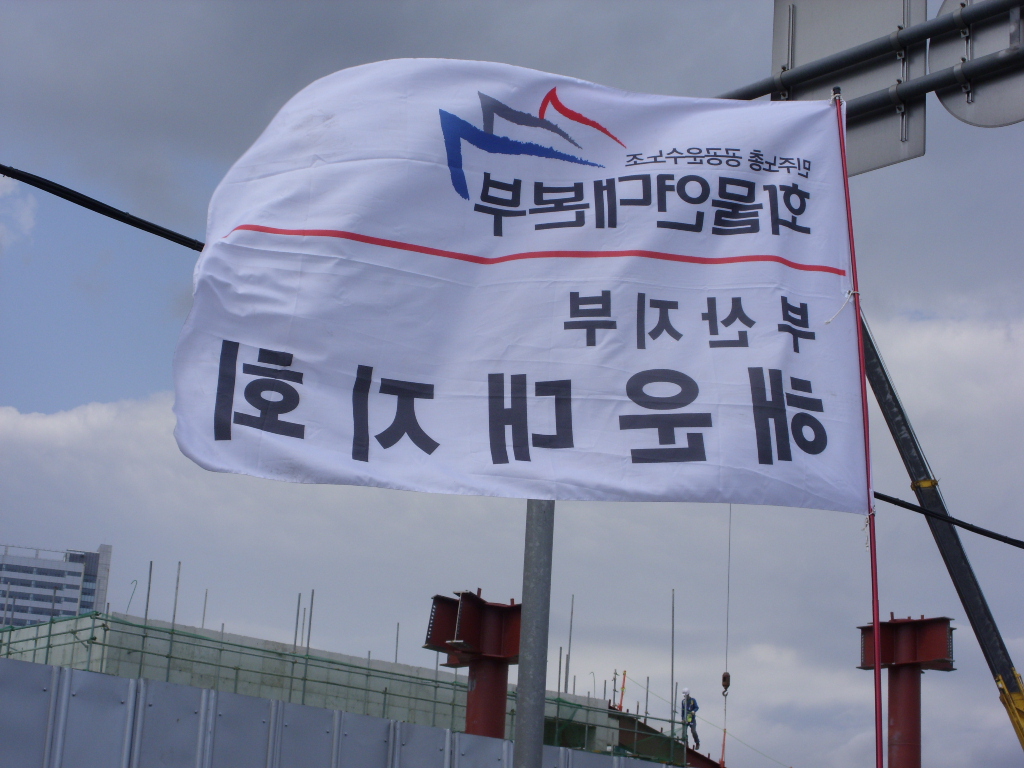 민주노총 공공운수노조
화물연대본부
부산지부
해운대지회